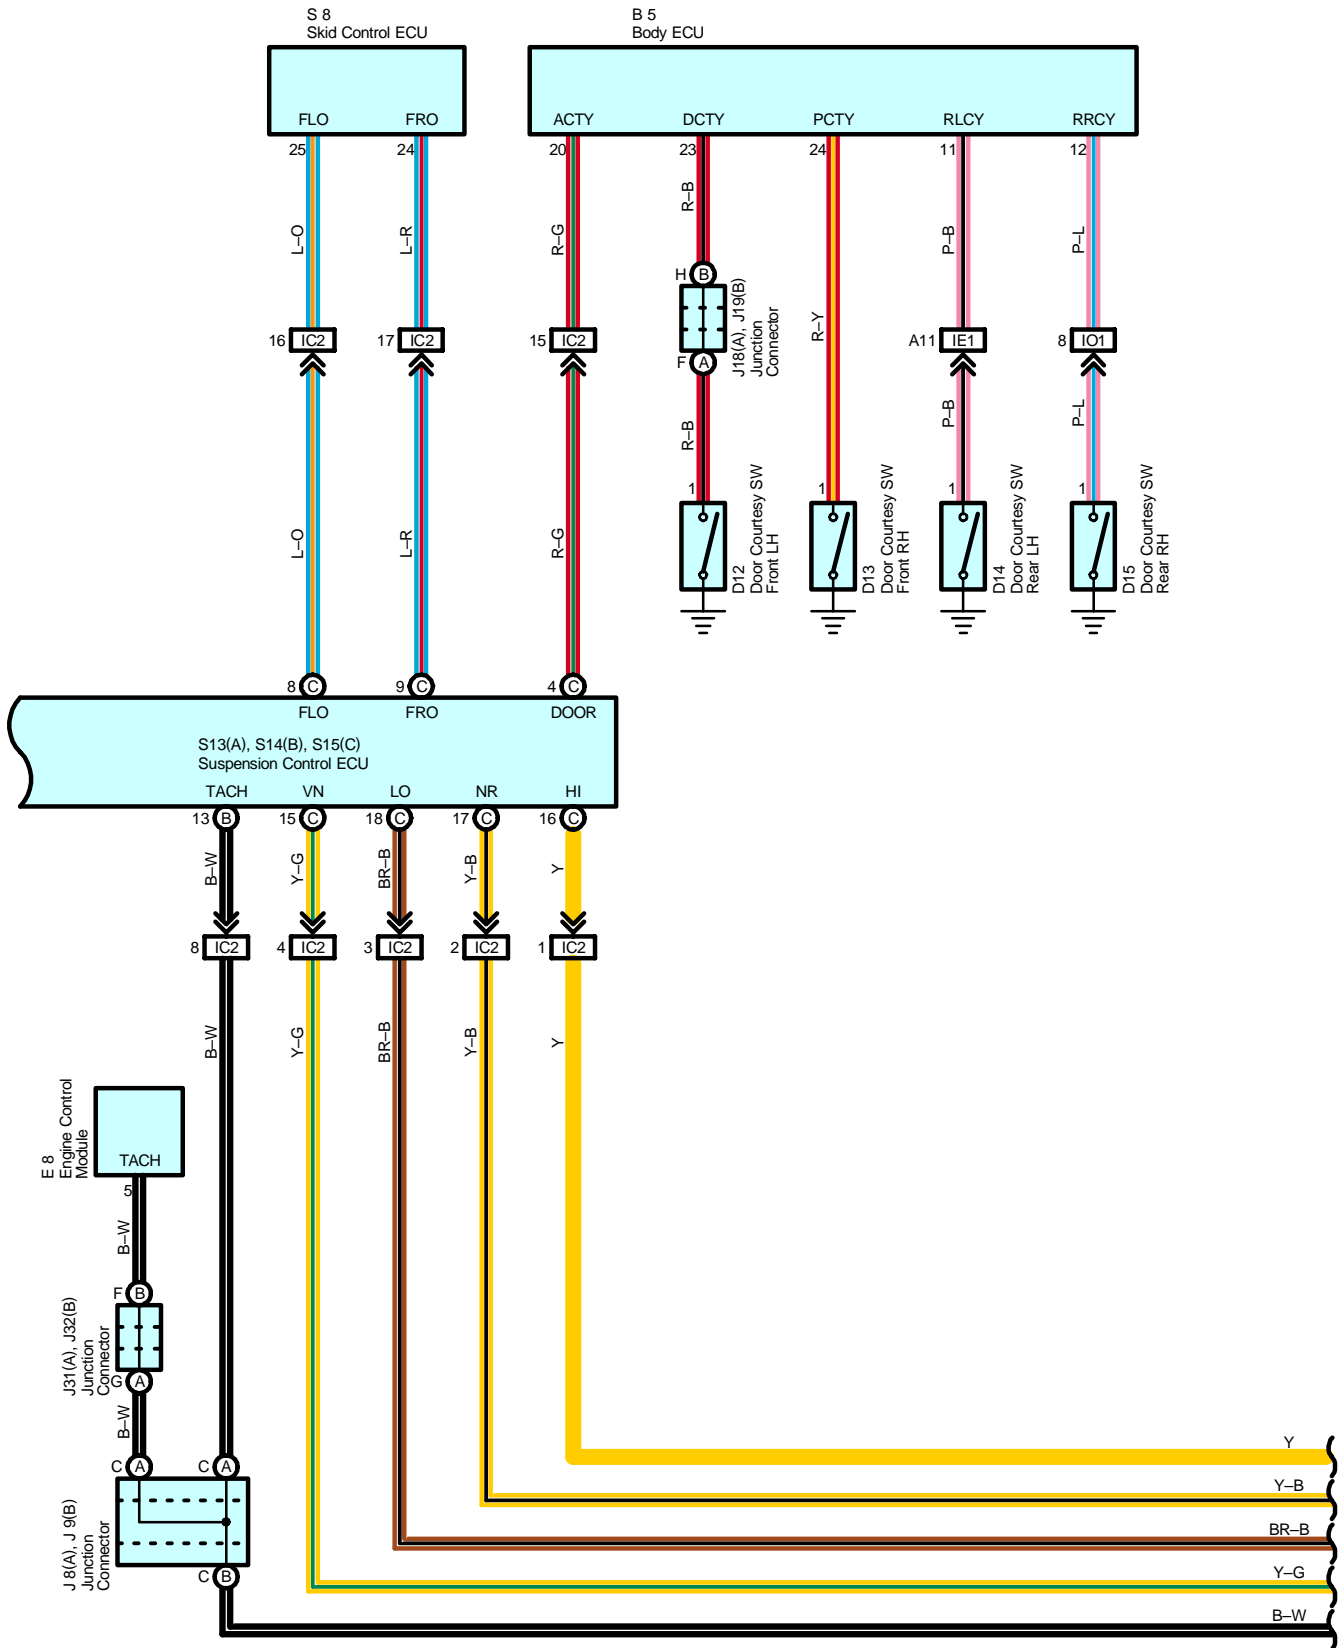 S 8
Skid Control ECU
B 5
Body ECU
FLO
FRO
ACTY
DCTY
PCTY
RLCY
RRCY
25
24
20
23
24
11
12
L–O
L–R
R–G
R–B
R–Y
P–B
P–L
H
B
J18(A), J19(B)
Junction
Connector
16
IC2
17
IC2
15
IC2
A11
IE1
8
IO1
F
A
L–O
L–R
R–G
R–B
P–B
P–L
1
1
1
1
D12
Door Courtesy SW
Front LH
D13
Door Courtesy SW
Front RH
D14
Door Courtesy SW
Rear LH
D15
Door Courtesy SW
Rear RH
8
C
9
C
4
C
FLO
FRO
DOOR
S13(A), S14(B), S15(C)
Suspension Control ECU
TACH
VN
LO
NR
HI
13
B
15
C
18
C
17
C
16
C
B–W
Y–G
BR–B
Y–B
Y
8
IC2
4
IC2
3
IC2
2
IC2
1
IC2
B–W
Y–G
BR–B
Y–B
Y
E 8
Engine Control
Module
TACH
5
B–W
F
B
J31(A), J32(B)
Junction
Connector
G
A
B–W
C
A
C
A
J 8(A), J 9(B)
Junction
Connector
C
B
Y
Y–B
BR–B
Y–G
B–W